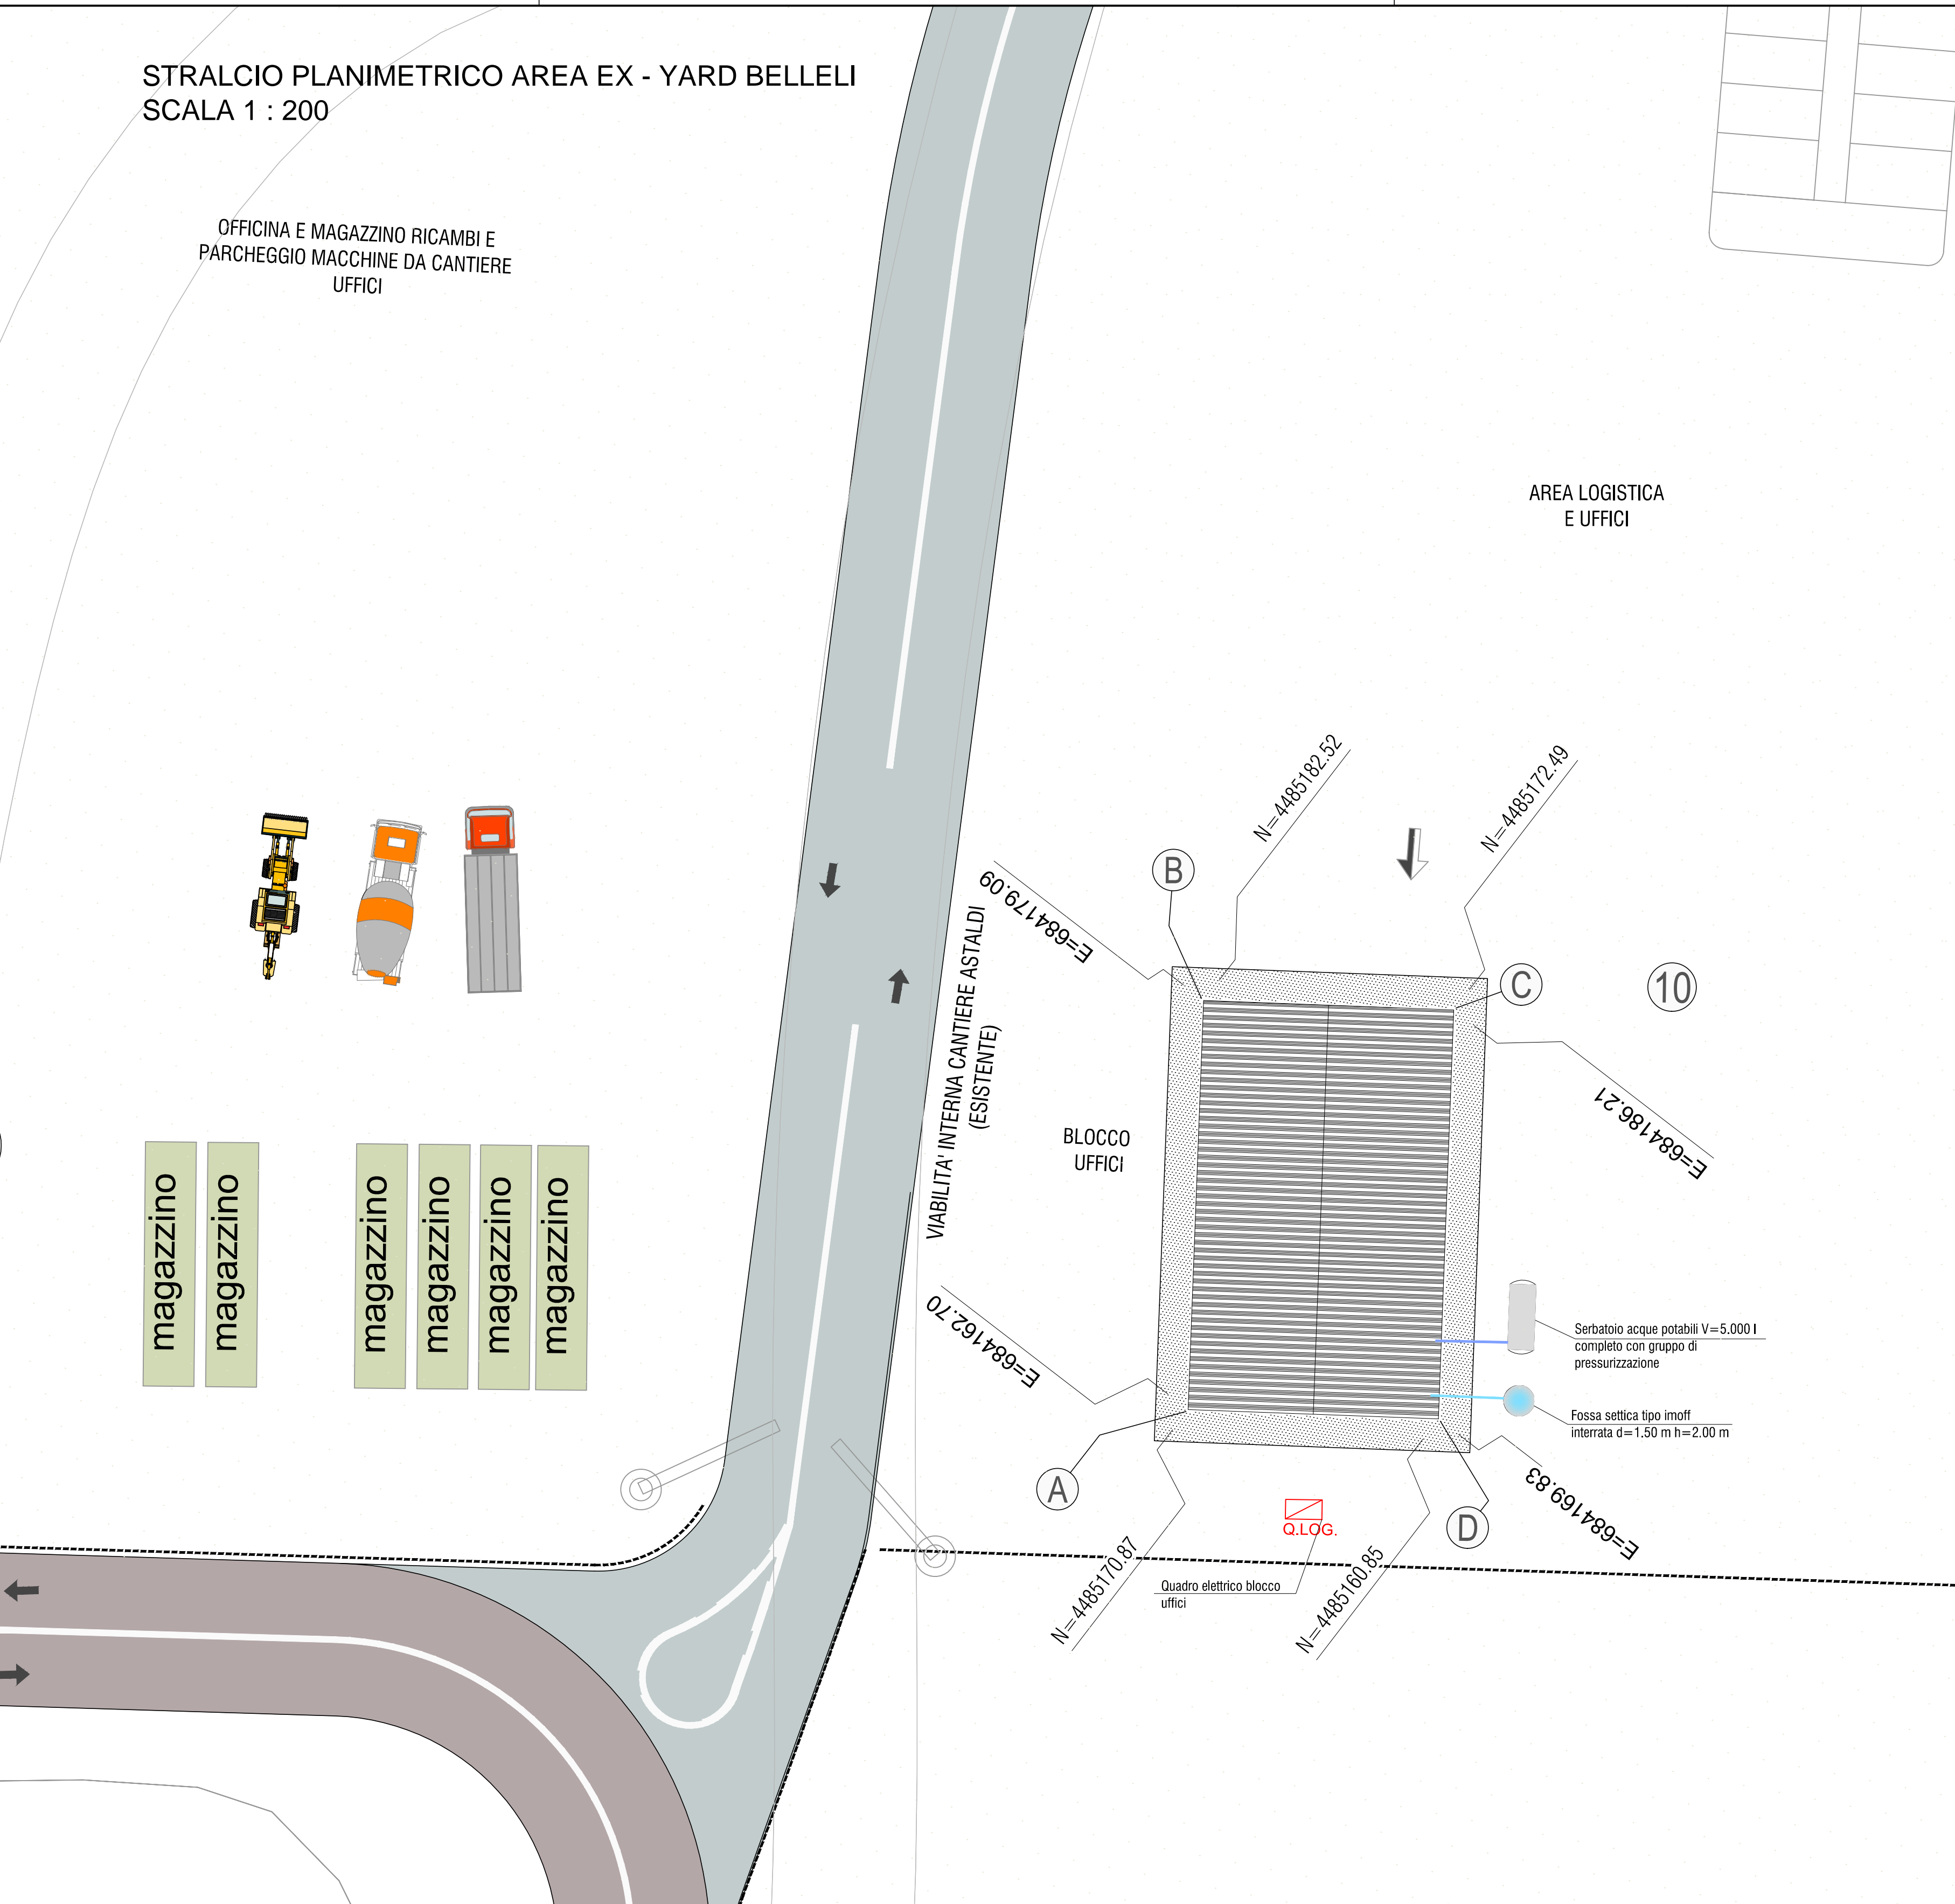 STRALCIO PLANIMETRICO AREA EX - YARD BELLELI
SCALA 1 : 200
OFFICINA E MAGAZZINO RICAMBI E
PARCHEGGIO MACCHINE DA CANTIERE
UFFICI
AREA LOGISTICA
E UFFICI
N=4485182.52
N=4485172.49
B
E=684179.09
C
10
VIABILITA' INTERNA CANTIERE ASTALDI
(ESISTENTE)
E=684186.21
BLOCCO
UFFICI
magazzino
magazzino
magazzino
magazzino
magazzino
magazzino
E=684162.70
Serbatoio acque potabili V=5.000 l
completo con gruppo di
pressurizzazione
Fossa settica tipo imoff
interrata d=1.50 m h=2.00 m
A
D
E=684169.83
Q.LOG.
N=4485170.87
N=4485160.85
Quadro elettrico blocco
uffici